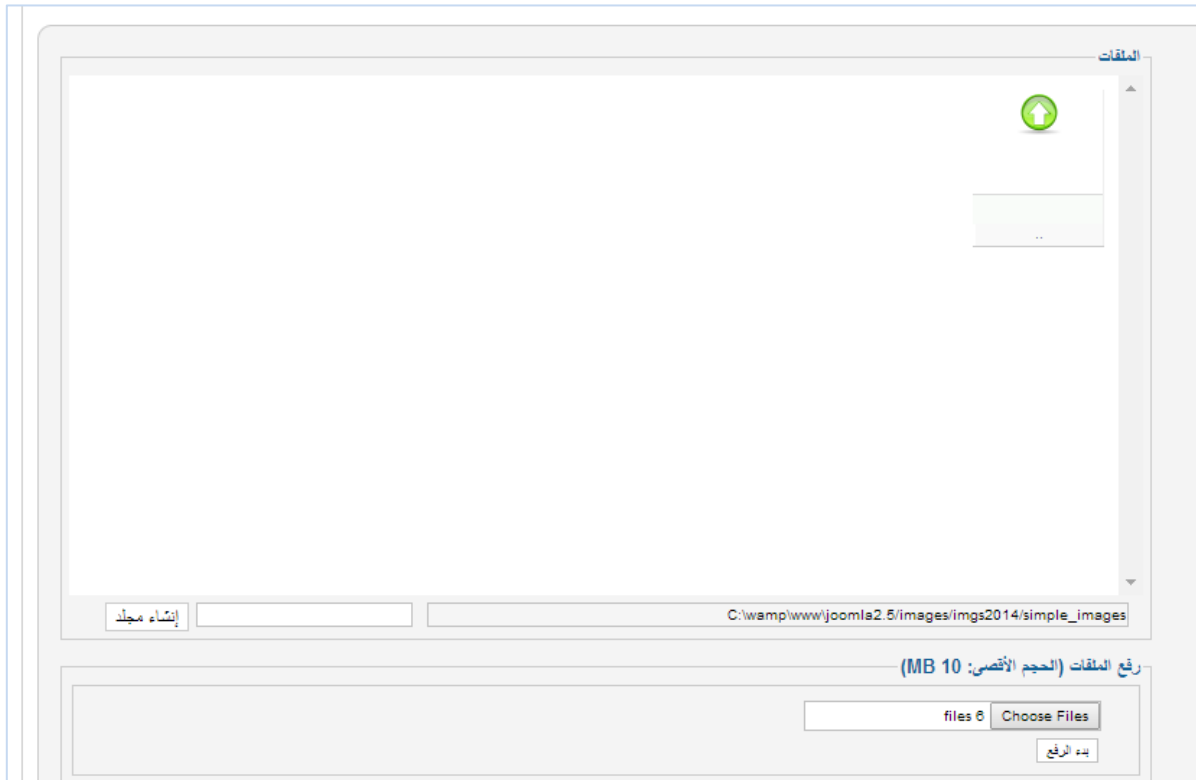 الملفات
..
C:\wamp\www\joomla2.5/images/imgs2014/simple_images
إنشاء مجلد
رفع الملفات (الحجم الأقصى: 10 MB)
Choose Files 6 files
بدء الرفع